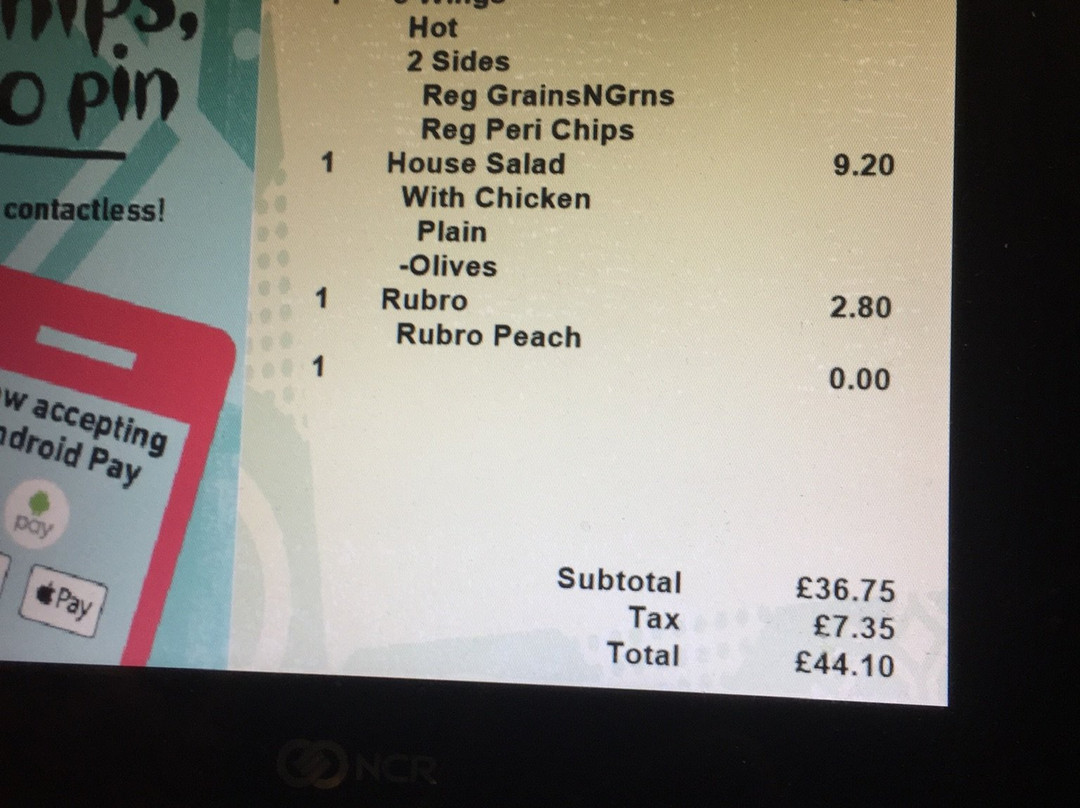 o pin
contactless!
accepting
Pay
pay
Pay
Wings
Hot
2 Sides
Reg GrainsNGrns
Reg Peri Chips
1 House Salad 9.20
With Chicken
Plain
-Olives
1 Rubro 2.80
Rubro Peach
1 0.00
Subtotal £36.75
Tax £7.35
Total £44.10
NCR